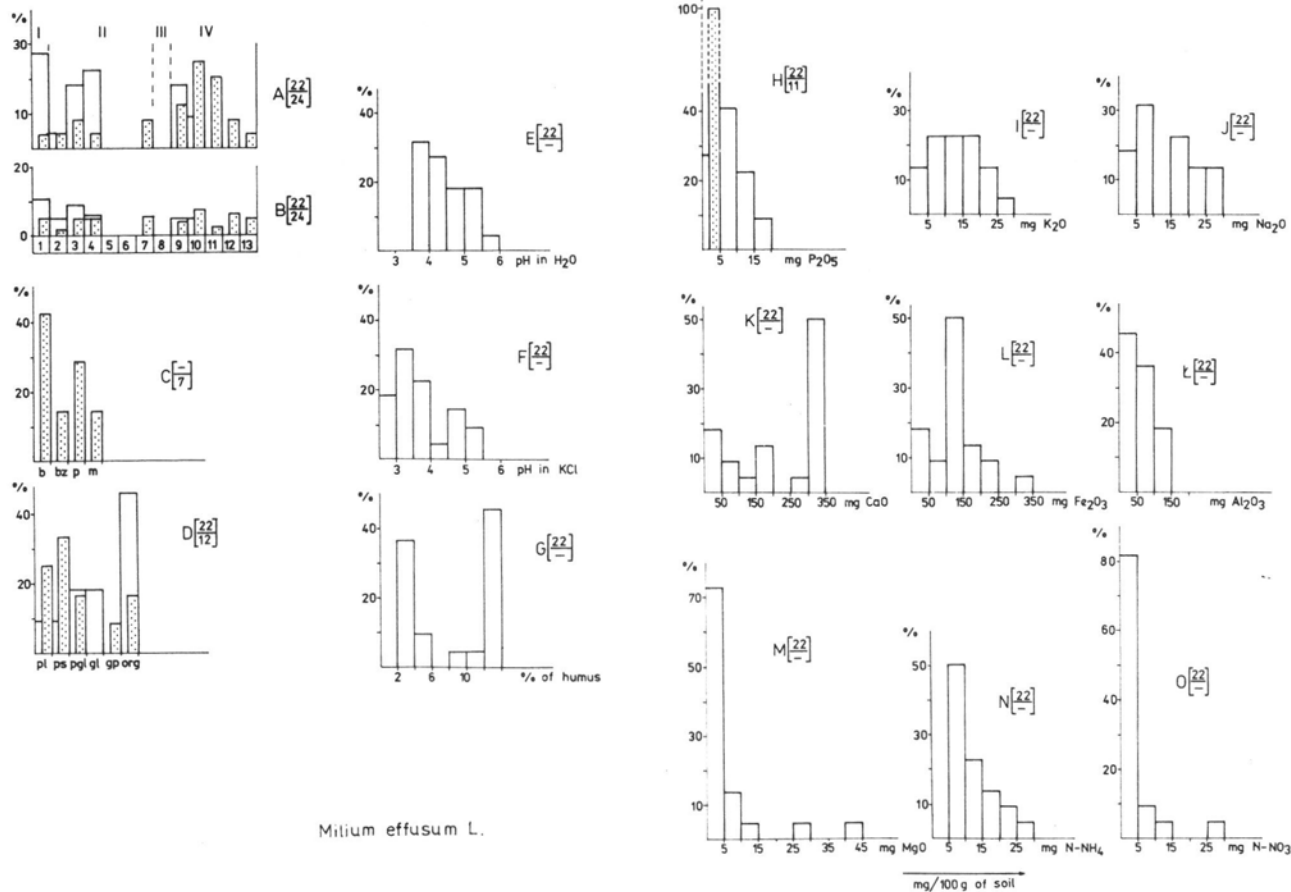 %
I II III IV
30
10
A[22/24]
20
10
0
B[22/24]
1 2 3 4 5 6 7 8 9 10 11 12 13
%
40
20
E[22/–]
3 4 5 6 pH in H₂O
100
%
40
20
H[22/11]
5 15 mg P₂O₅
%
30
10
I[22/–]
5 15 25 mg K₂O
%
30
10
J[22/–]
5 15 25 mg Na₂O
%
40
20
C[–/7]
b bz p m
%
40
20
F[22/–]
3 4 5 6 pH in KCl
%
50
30
10
K[22/–]
50 150 250 350 mg CaO
%
50
30
10
L[22/–]
50 150 250 350 mg Fe₂O₃
%
40
20
Ł[22/–]
50 150 mg Al₂O₃
%
40
20
D[22/12]
pl ps pgl gl gp org
%
40
20
G[22/–]
2 6 10 % of humus
%
70
50
30
10
M[22/–]
5 15 25 35 45 mg MgO
%
50
30
10
N[22/–]
5 15 25 mg N-NH₄
%
80
60
40
20
O[22/–]
5 15 25 mg N-NO₃
mg/100g of soil
Milium effusum L.